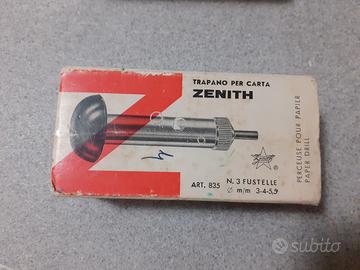 TRAPANO PER CARTA
ZENITH
ART. 835
N. 3 FUSTELLE
Ø m/m 3-4-5,5
PERCEUSE POUR PAPIER
PAPER DRILL
subito